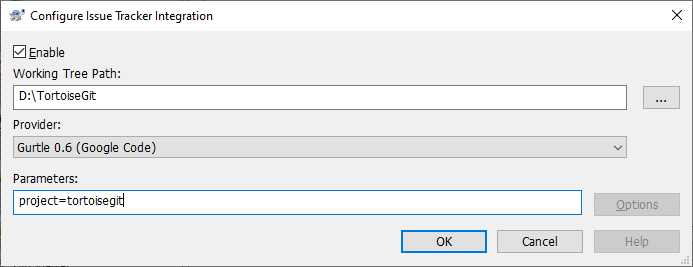 Configure Issue Tracker Integration
Enable
Working Tree Path:
D:\TortoiseGit
...
Provider:
Gurtle 0.6 (Google Code)
Parameters:
project=tortoisegit
Options
OK Cancel Help